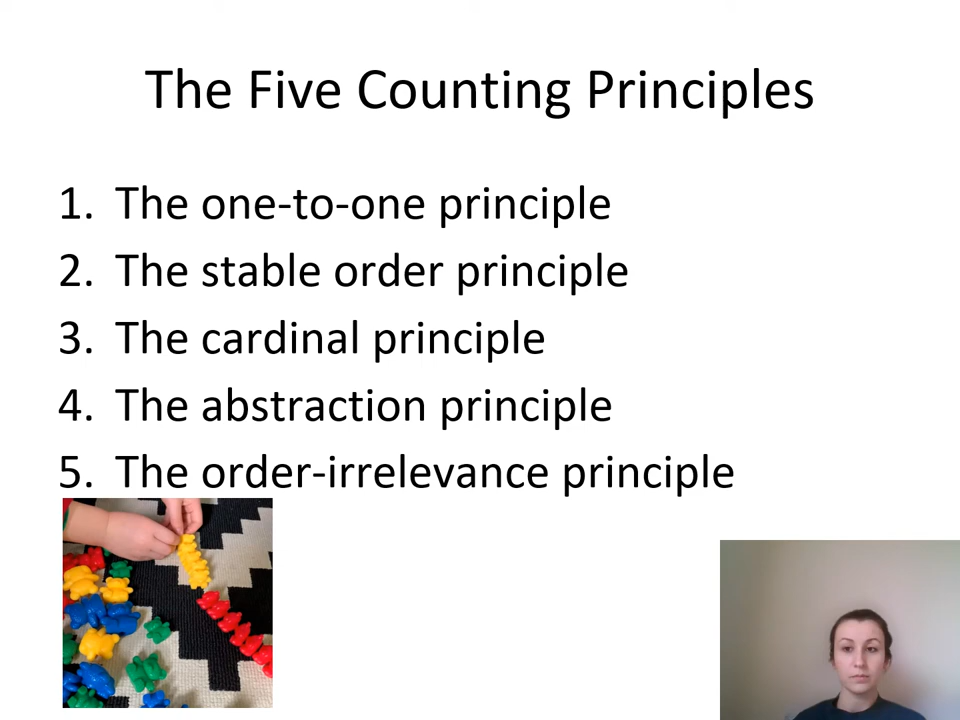 The Five Counting Principles
1. The one-to-one principle
2. The stable order principle
3. The cardinal principle
4. The abstraction principle
5. The order-irrelevance principle